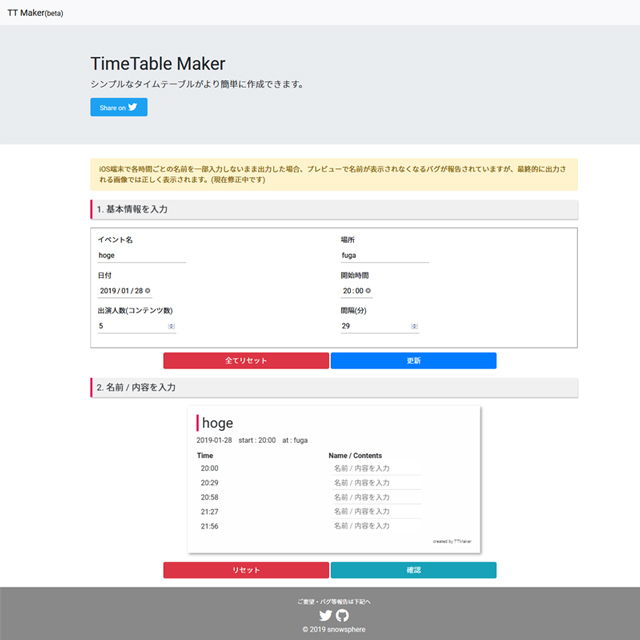 TT Maker(beta)
TimeTable Maker
シンプルなタイムテーブルがより簡単に作成できます。
Share on
iOS端末で各時間ごとの名前を一部入力しないまま出力した場合、プレビューで名前が表示されなくなるバグが報告されていますが、最終的に出力さ
れる画像では正しく表示されます。(現在修正中です)
1. 基本情報を入力
イベント名 場所
hoge fuga
日付 開始時間
2019/01/28 20:00
出演人数(コンテンツ数) 間隔(分)
5 29
全てリセット 更新
2. 名前 / 内容を入力
hoge
2019-01-28 start : 20:00 at : fuga
Time Name / Contents
20:00 名前 / 内容を入力
20:29 名前 / 内容を入力
20:58 名前 / 内容を入力
21:27 名前 / 内容を入力
21:56 名前 / 内容を入力
created by TTMaker
リセット 確認
ご要望・バグ等報告は下記へ
© 2019 snowsphere